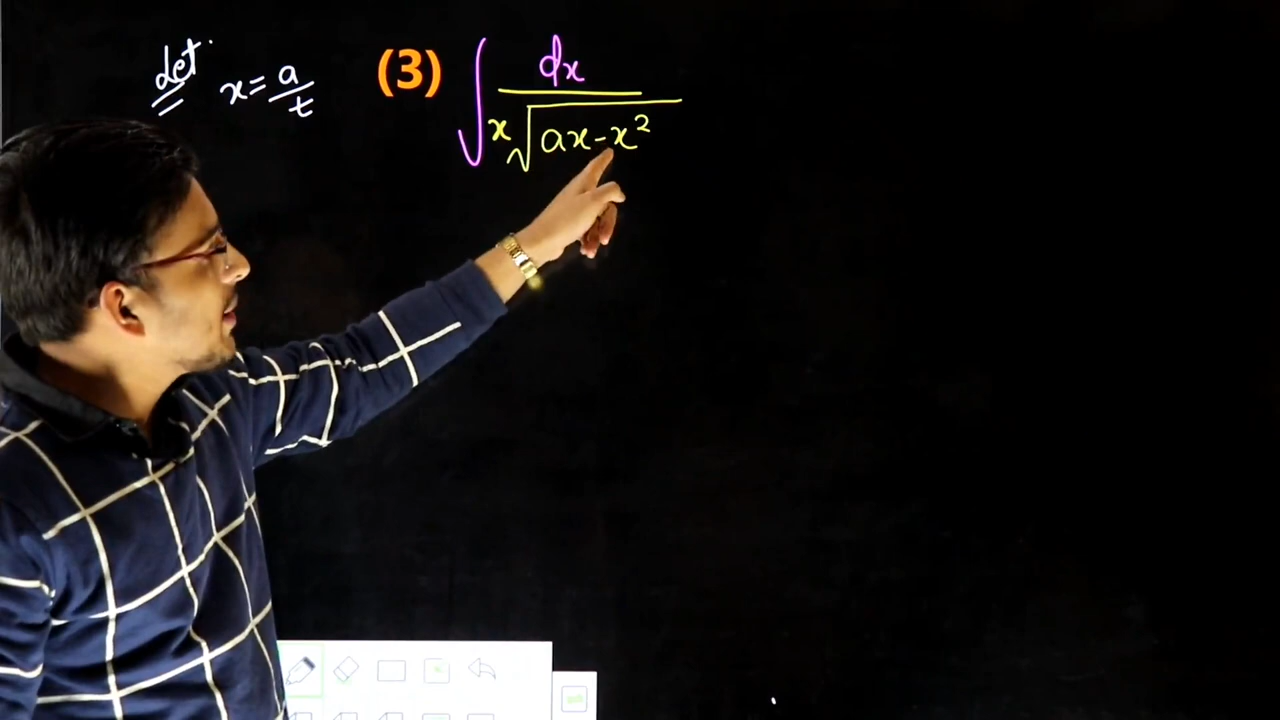 Let x = a/t
(3) ∫ dx / x√(ax-x²)